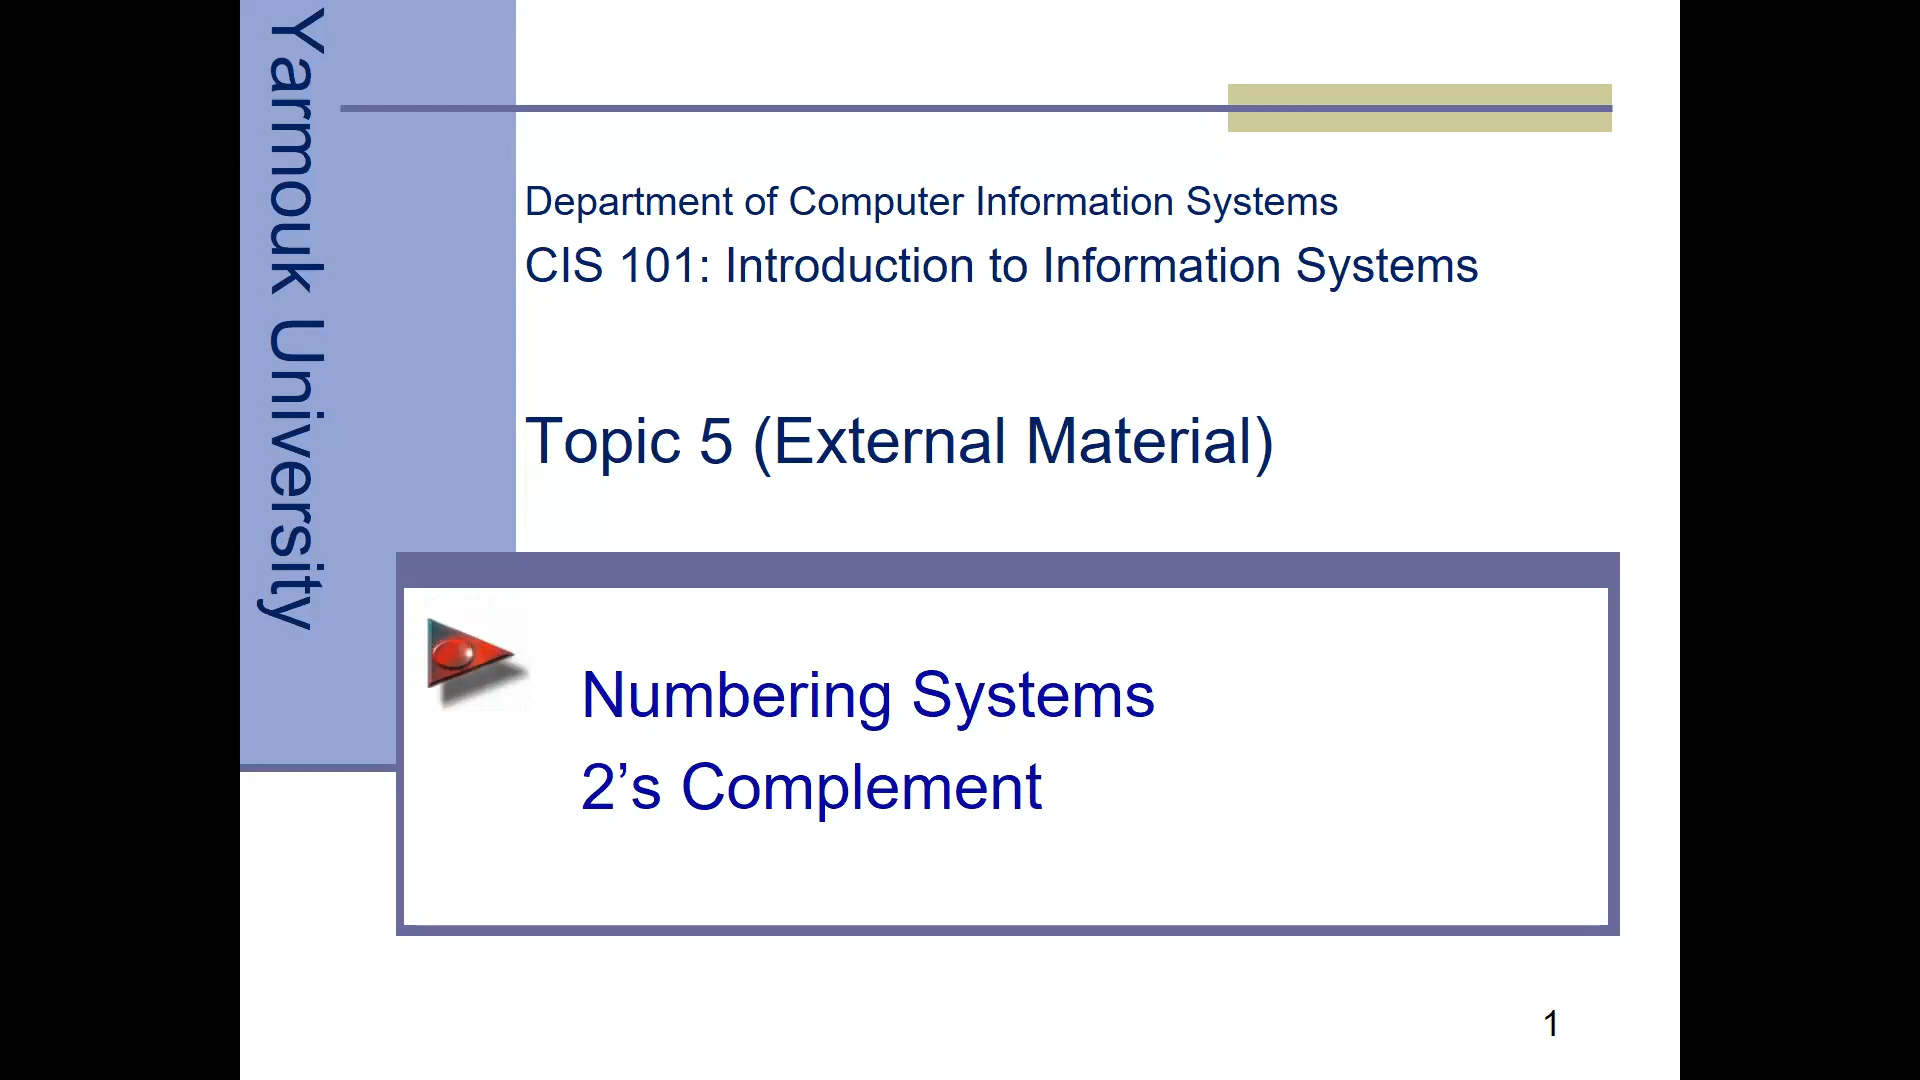 Yarmouk University
Department of Computer Information Systems
CIS 101: Introduction to Information Systems
Topic 5 (External Material)
Numbering Systems
2’s Complement
1